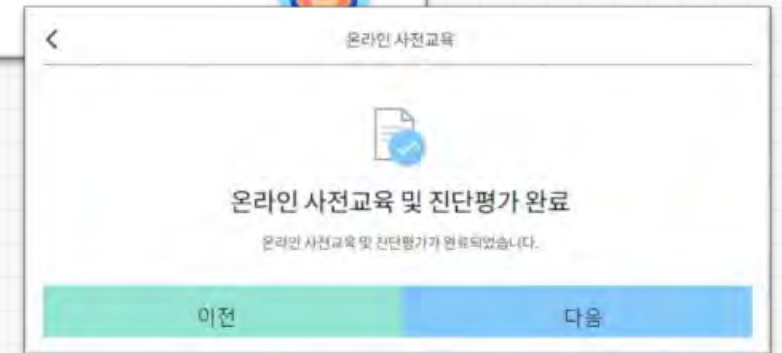 온라인 사전교육
온라인 사전교육 및 진단평가 완료
온라인 사전교육 및 진단평가가 완료되었습니다.
이전
다음